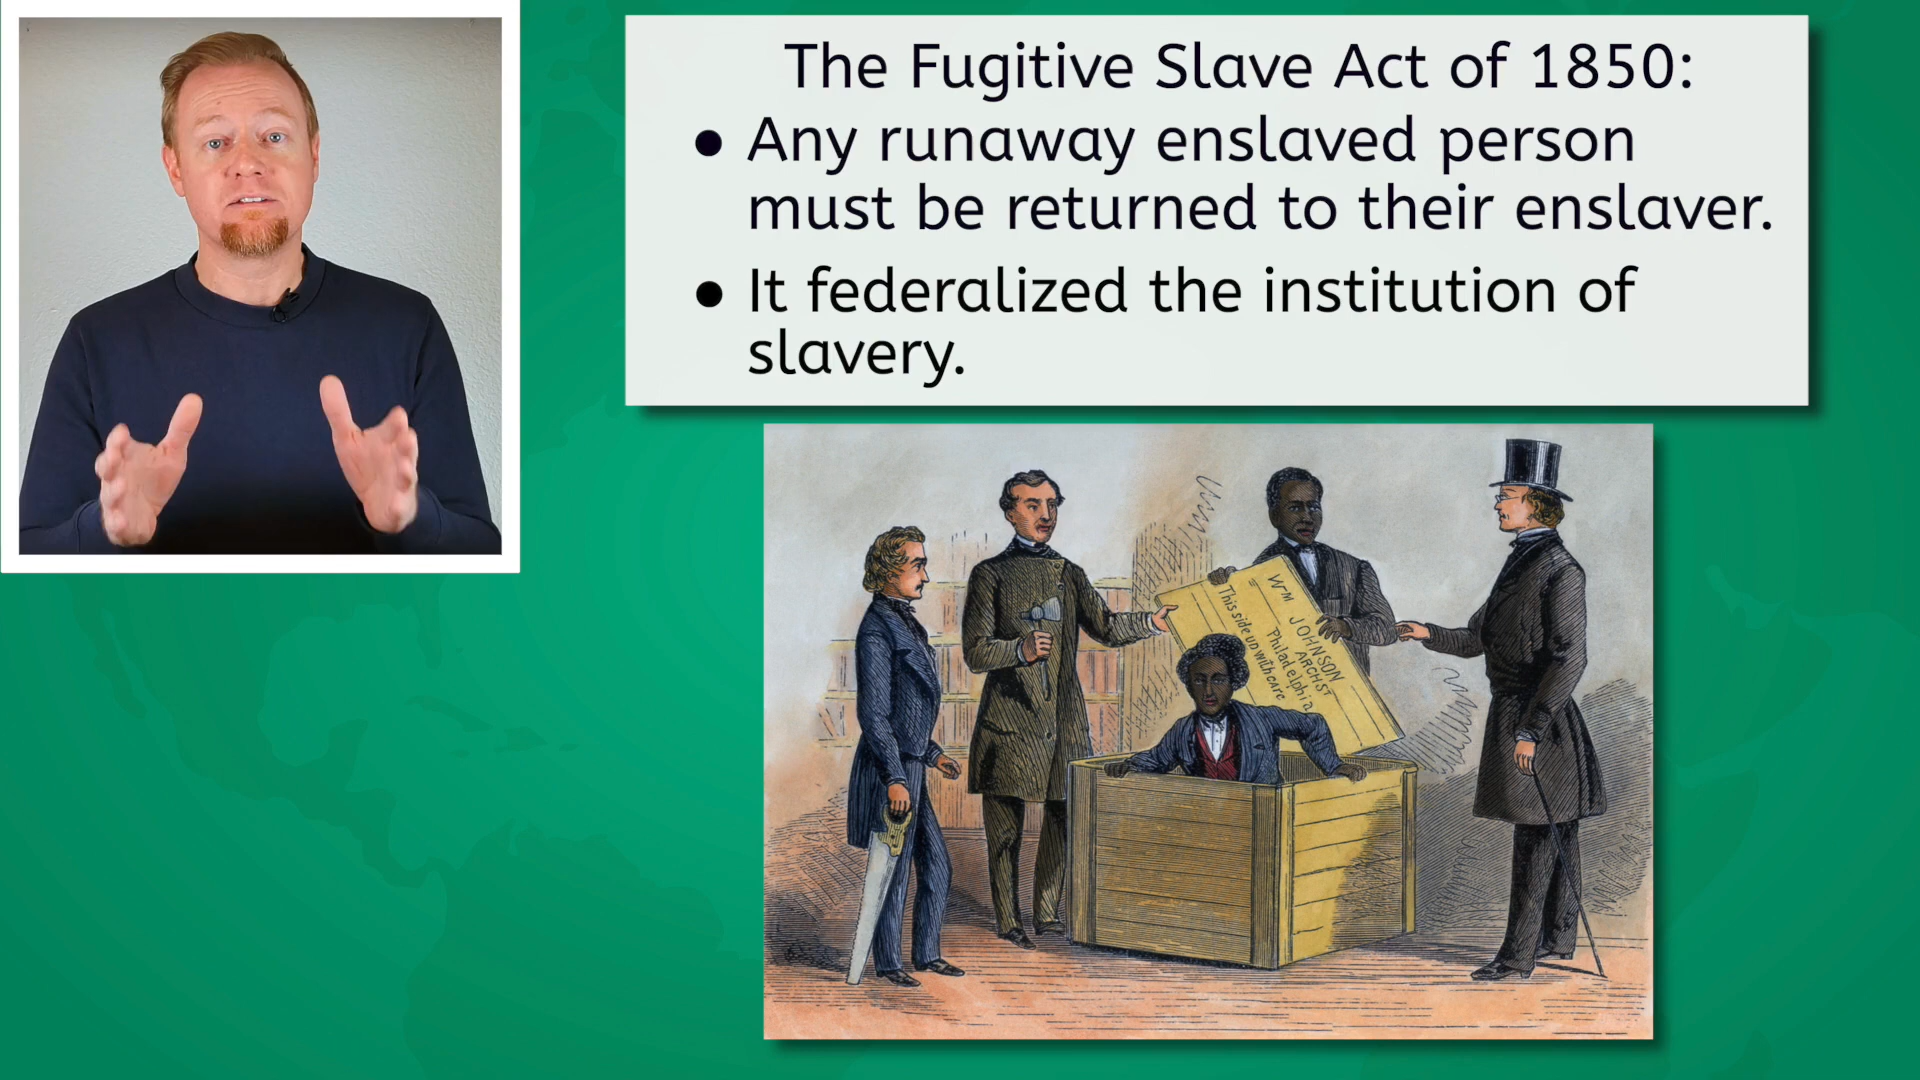 The Fugitive Slave Act of 1850:
● Any runaway enslaved person
must be returned to their enslaver.
● It federalized the institution of
slavery.
Wm JOHNSON
ARCH ST
Philadelphia
This side up with care